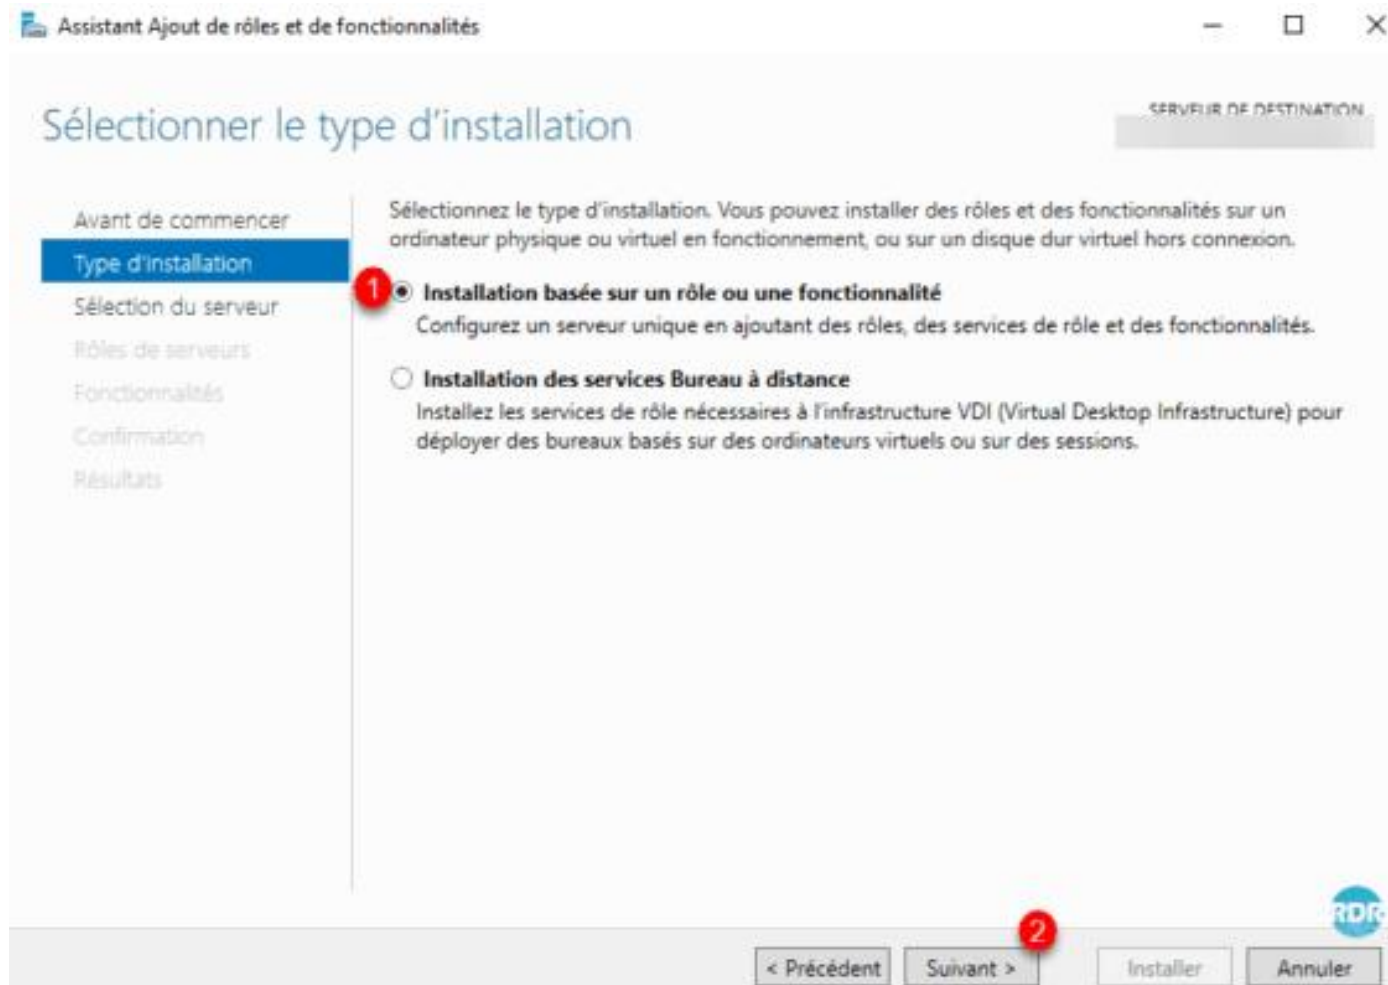 Assistant Ajout de rôles et de fonctionnalités
Sélectionner le type d'installation
SERVEUR DE DESTINATION
Avant de commencer
Type d'installation
Sélection du serveur
Rôles de serveurs
Fonctionnalités
Confirmation
Résultats
Sélectionnez le type d'installation. Vous pouvez installer des rôles et des fonctionnalités sur un
ordinateur physique ou virtuel en fonctionnement, ou sur un disque dur virtuel hors connexion.
1 Installation basée sur un rôle ou une fonctionnalité
Configurez un serveur unique en ajoutant des rôles, des services de rôle et des fonctionnalités.
Installation des services Bureau à distance
Installez les services de rôle nécessaires à l'infrastructure VDI (Virtual Desktop Infrastructure) pour
déployer des bureaux basés sur des ordinateurs virtuels ou sur des sessions.
RDR
2
< Précédent Suivant > Installer Annuler